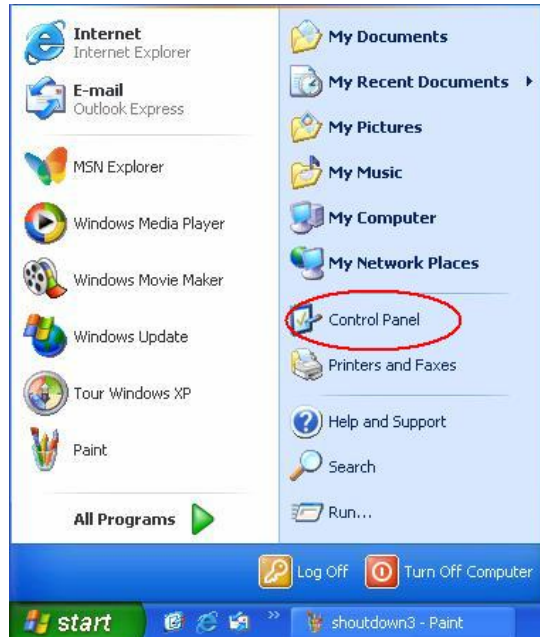 Internet
Internet Explorer
E-mail
Outlook Express
MSN Explorer
Windows Media Player
Windows Movie Maker
Windows Update
Tour Windows XP
Paint
All Programs
My Documents
My Recent Documents
My Pictures
My Music
My Computer
My Network Places
Control Panel
Printers and Faxes
Help and Support
Search
Run...
Log Off
Turn Off Computer
start
shoutdown3 - Paint